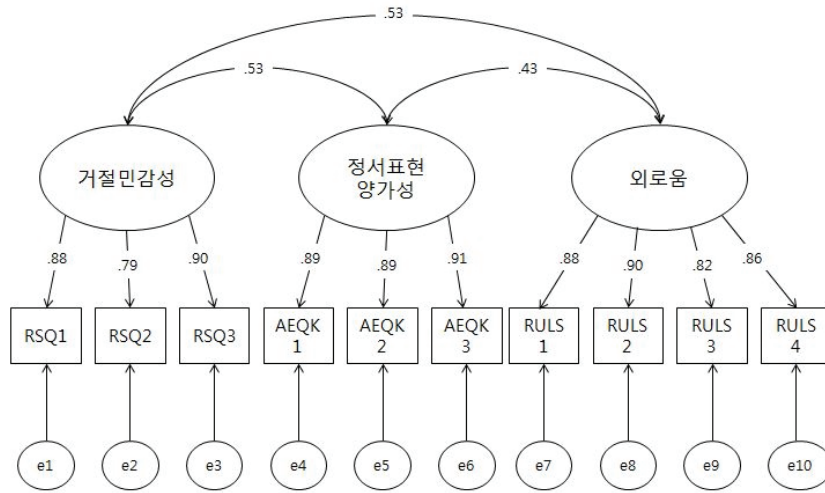 .53
.53
.43
거절민감성
정서표현
양가성
외로움
.88
.79
.90
.89
.89
.91
.88
.90
.82
.86
RSQ1
RSQ2
RSQ3
AEQK
1
AEQK
2
AEQK
3
RULS
1
RULS
2
RULS
3
RULS
4
e1
e2
e3
e4
e5
e6
e7
e8
e9
e10